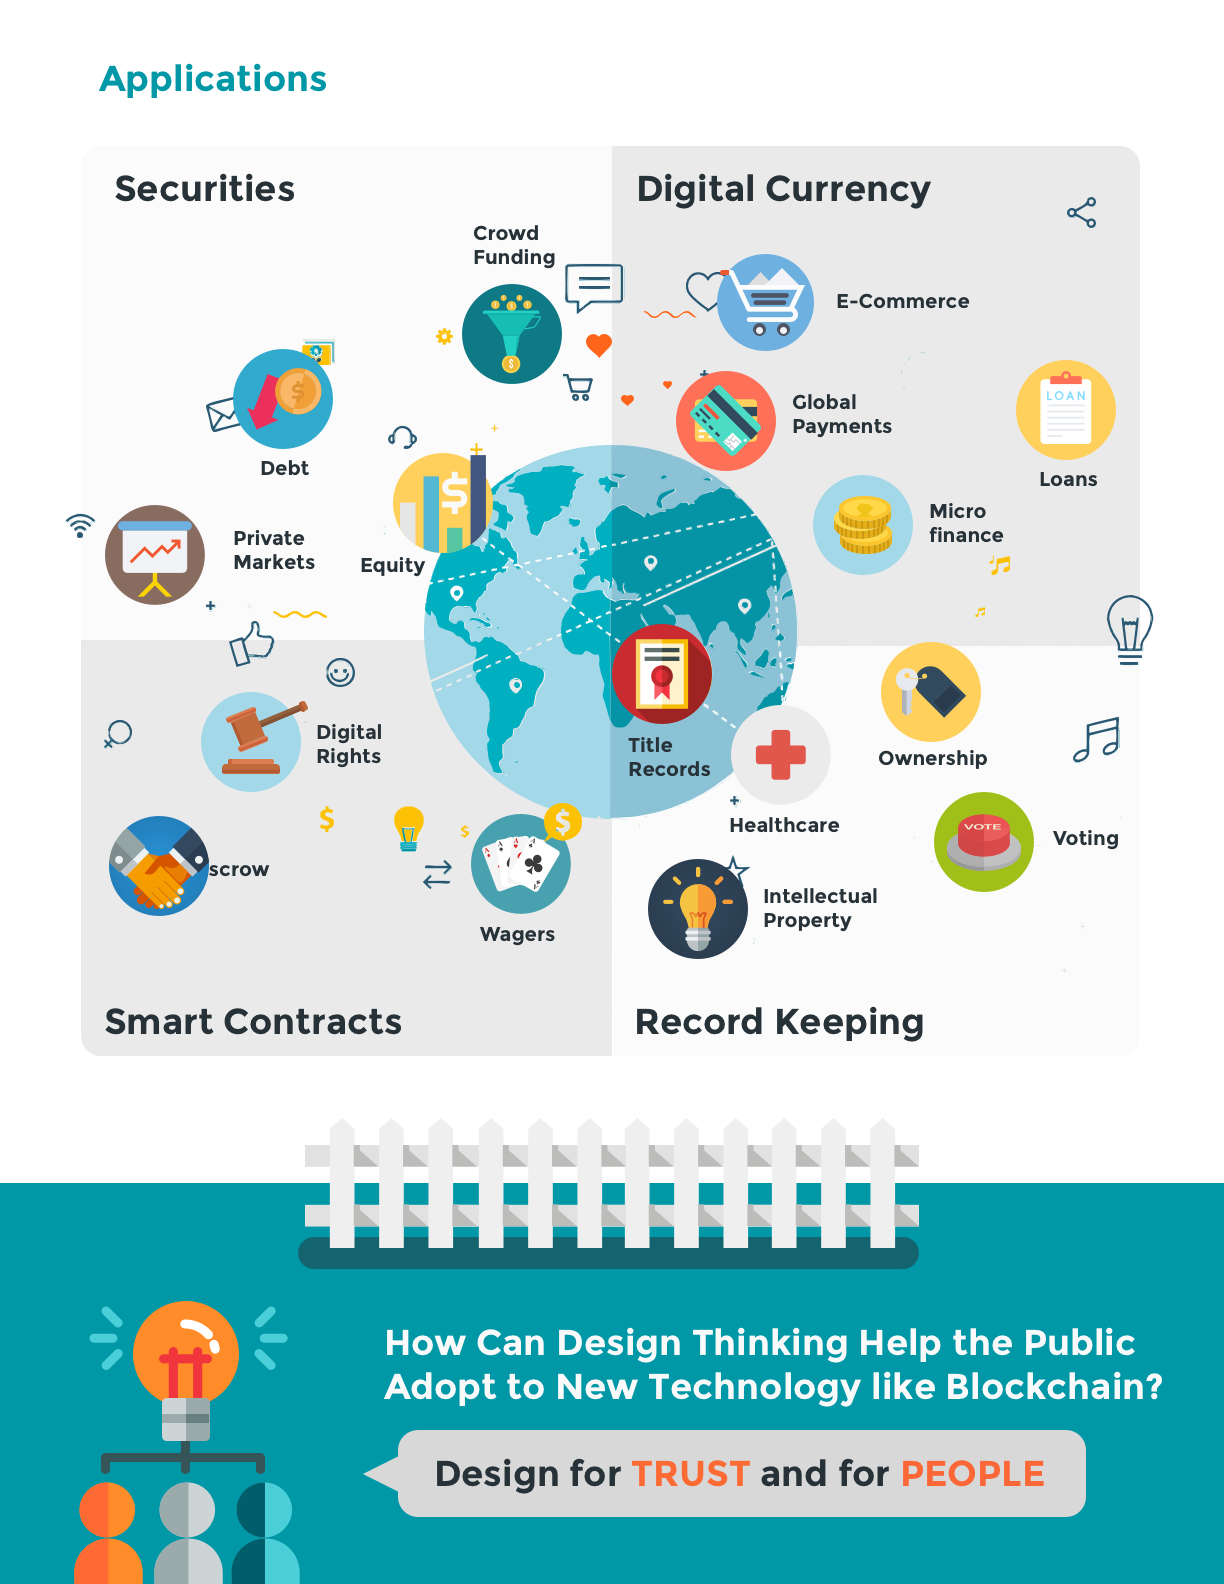 Applications
Securities
Crowd
Funding
Debt
Private
Markets
Equity
Digital Currency
E-Commerce
Global
Payments
LOAN
Loans
Micro
finance
Digital
Rights
scrow
Wagers
Smart Contracts
Title
Records
Ownership
Healthcare
VOTE
Voting
Intellectual
Property
Record Keeping
How Can Design Thinking Help the Public
Adopt to New Technology like Blockchain?
Design for TRUST and for PEOPLE